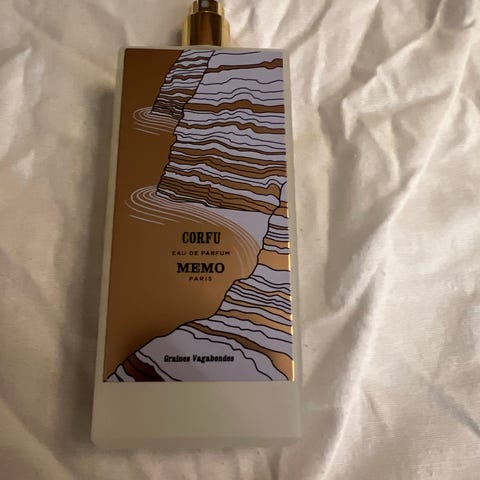 CORFU
EAU DE PARFUM
MEMO
PARIS
Graines Vagabondes